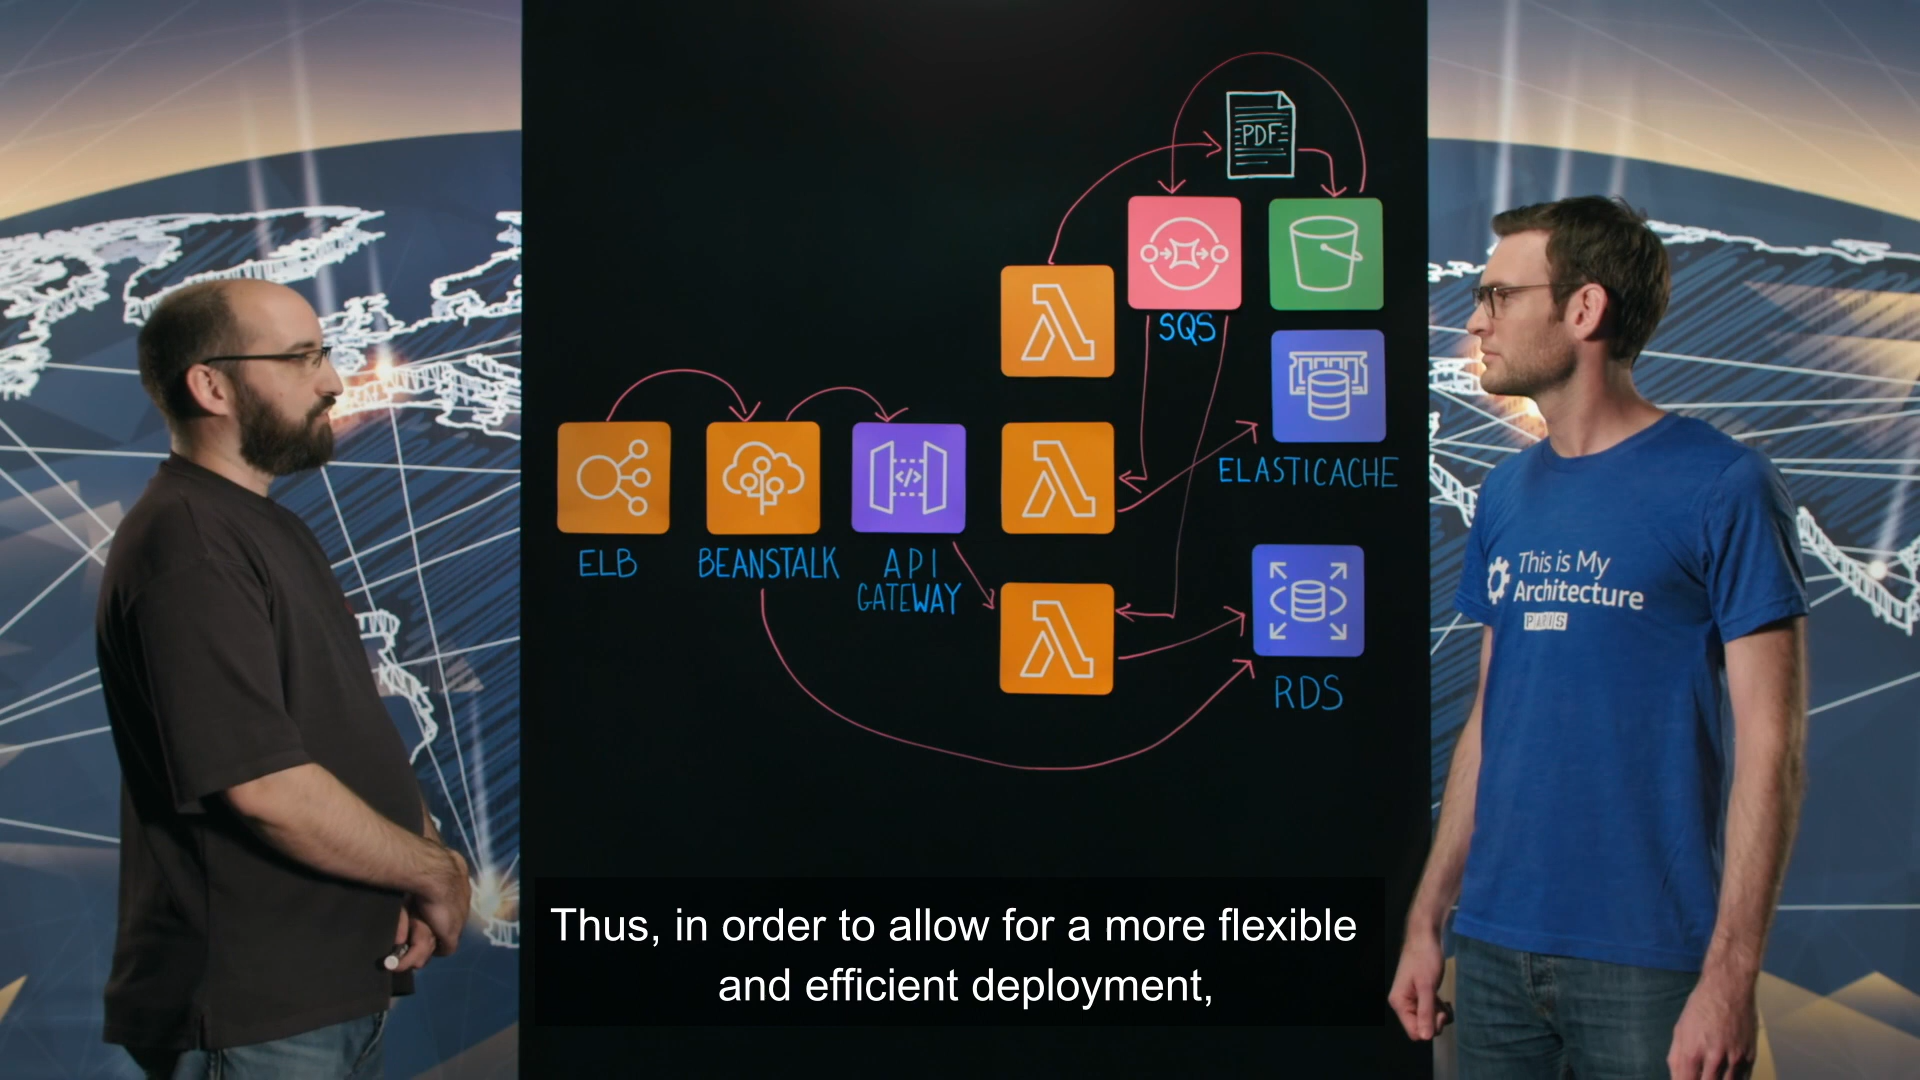 PDF
SQS
ELASTICACHE
ELB
BEANSTALK
API
GATEWAY
</>
RDS
This is My
Architecture
PARIS
Thus, in order to allow for a more flexible
and efficient deployment,